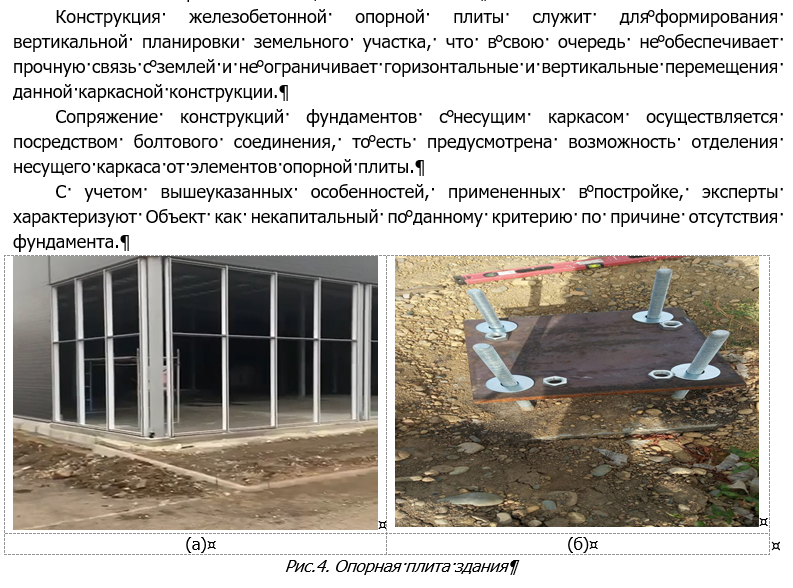 Конструкция железобетонной опорной плиты служит для°формирования
вертикальной планировки земельного участка, что в°свою очередь не°обеспечивает
прочную связь с°землей и не°ограничивает горизонтальные и вертикальные перемещения
данной каркасной конструкции.¶
Сопряжение конструкций фундаментов с°несущим каркасом осуществляется
посредством болтового соединения, то°есть предусмотрена возможность отделения
несущего каркаса от элементов опорной плиты.¶
С учетом вышеуказанных особенностей, примененных в°постройке, эксперты
характеризуют Объект как некапитальный по°данному критерию по причине отсутствия
фундамента.¶
(а)¤ (б)¤ ¤
Рис.4. Опорная плита здания¶